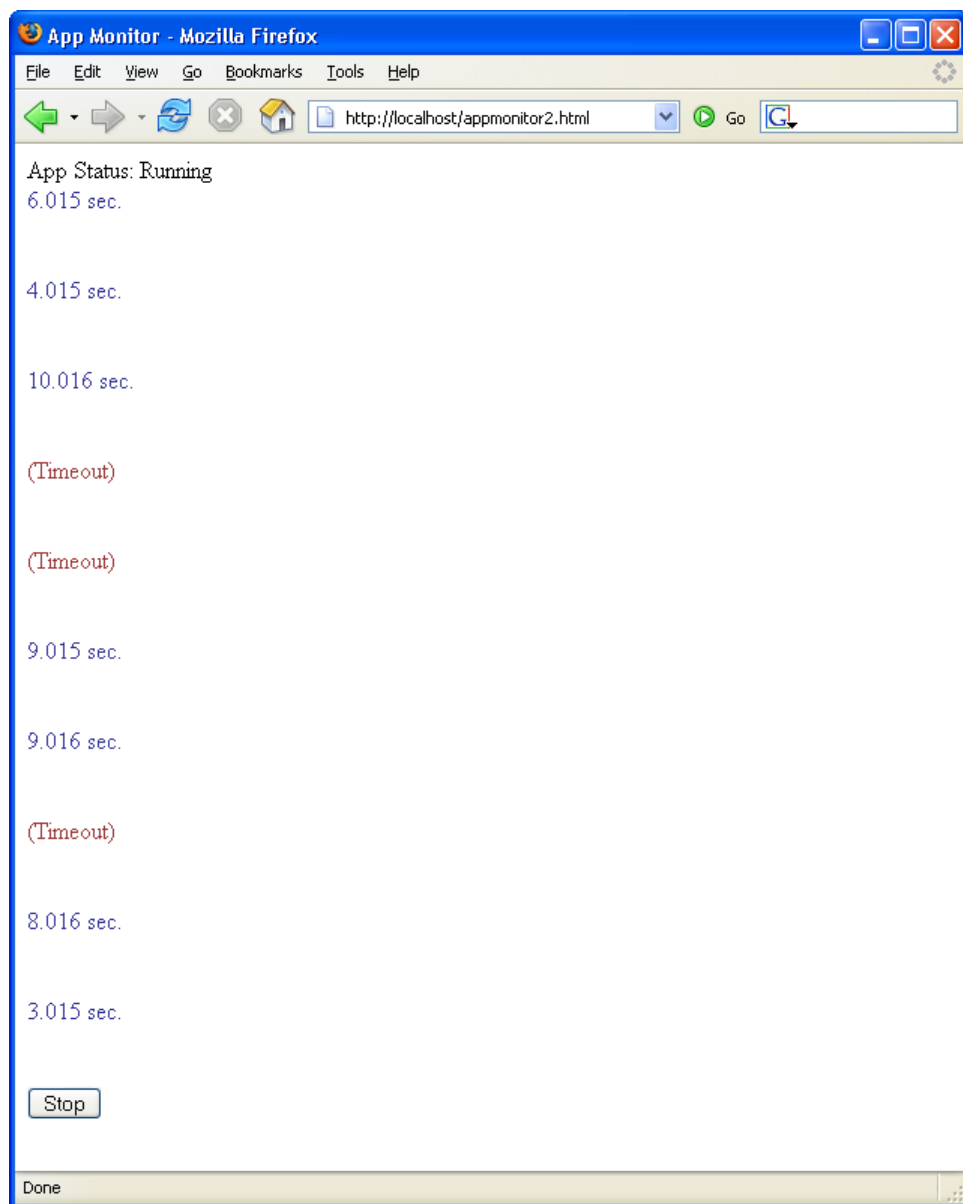 App Monitor - Mozilla Firefox
File Edit View Go Bookmarks Tools Help
http://localhost/appmonitor2.html Go G
App Status: Running
6.015 sec.
4.015 sec.
10.016 sec.
(Timeout)
(Timeout)
9.015 sec.
9.016 sec.
(Timeout)
8.016 sec.
3.015 sec.
Stop
Done